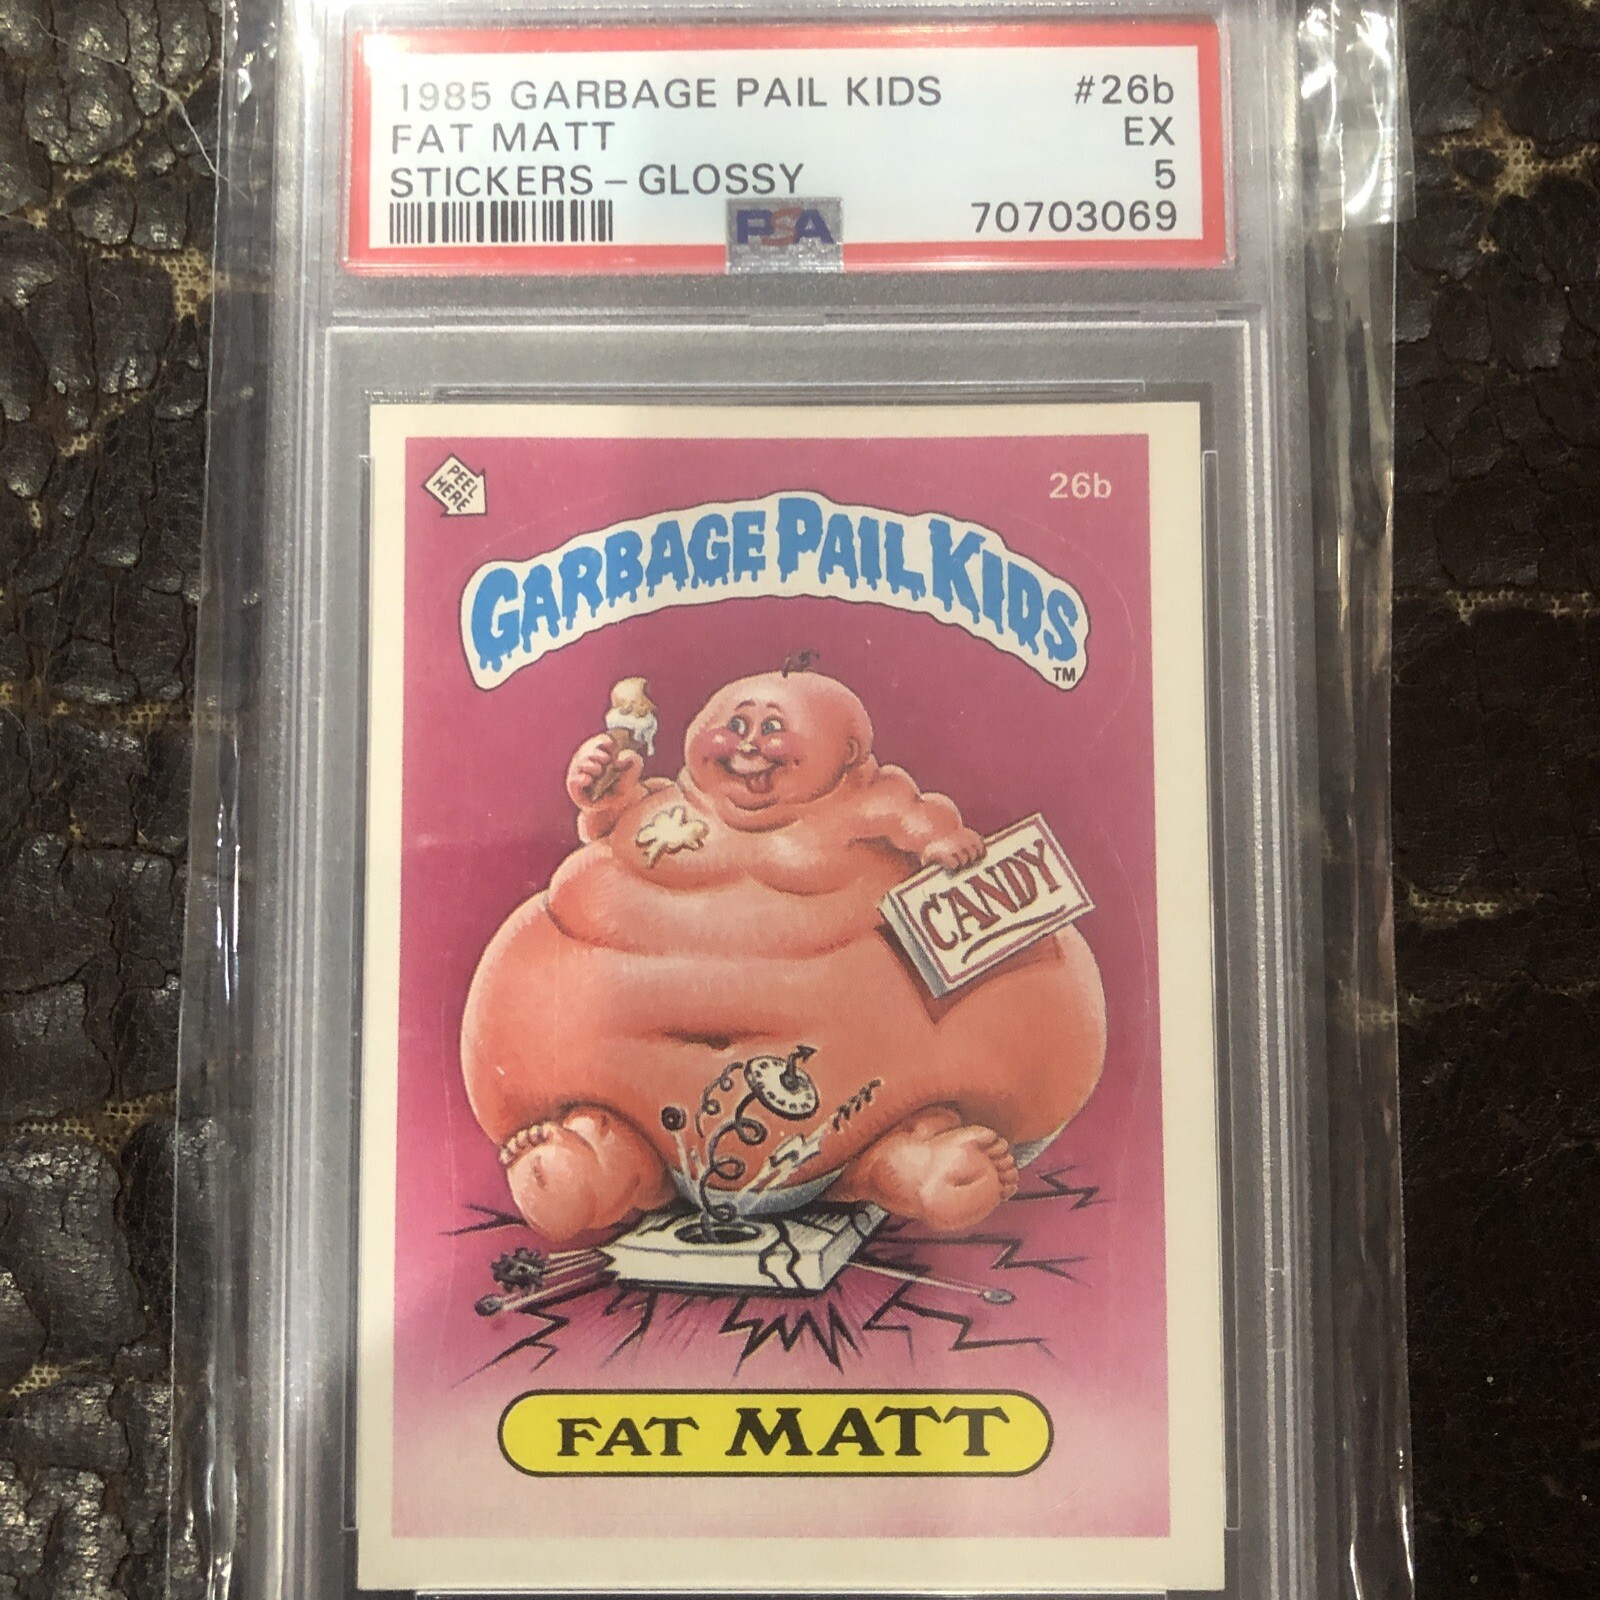 1985 GARBAGE PAIL KIDS #26b
FAT MATT EX
STICKERS – GLOSSY 5
PSA 70703069
PEEL
HERE
26b
GARBAGE PAIL KIDS
TM
CANDY
FAT MATT